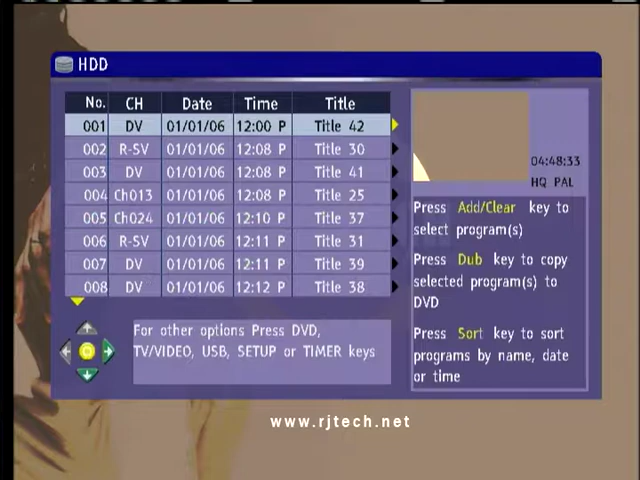 HDD
No. CH Date Time Title
001 DV 01/01/06 12:00 P Title 42
002 R-SV 01/01/06 12:08 P Title 30
003 DV 01/01/06 12:08 P Title 41
004 Ch013 01/01/06 12:08 P Title 25
005 Ch024 01/01/06 12:10 P Title 37
006 R-SV 01/01/06 12:11 P Title 31
007 DV 01/01/06 12:11 P Title 39
008 DV 01/01/06 12:12 P Title 38
04:48:33
HQ PAL
Press Add/Clear key to
select program(s)
Press Dub key to copy
selected program(s) to
DVD
Press Sort key to sort
programs by name, date
or time
For other options Press DVD,
TV/VIDEO, USB, SETUP or TIMER keys
www.rjtech.net